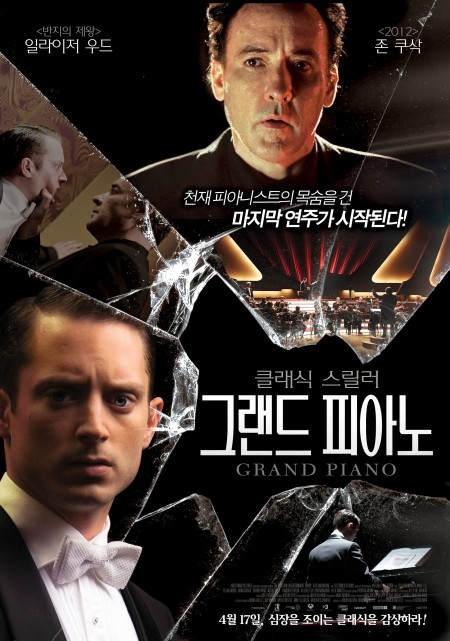 <반지의 제왕>
일라이저 우드
<2012>
존 쿠삭
천재 피아니스트의 목숨을 건
마지막 연주가 시작된다!
클래식 스릴러
그랜드 피아노
GRAND PIANO
4월 17일, 심장을 조이는 클래식을 감상하라!